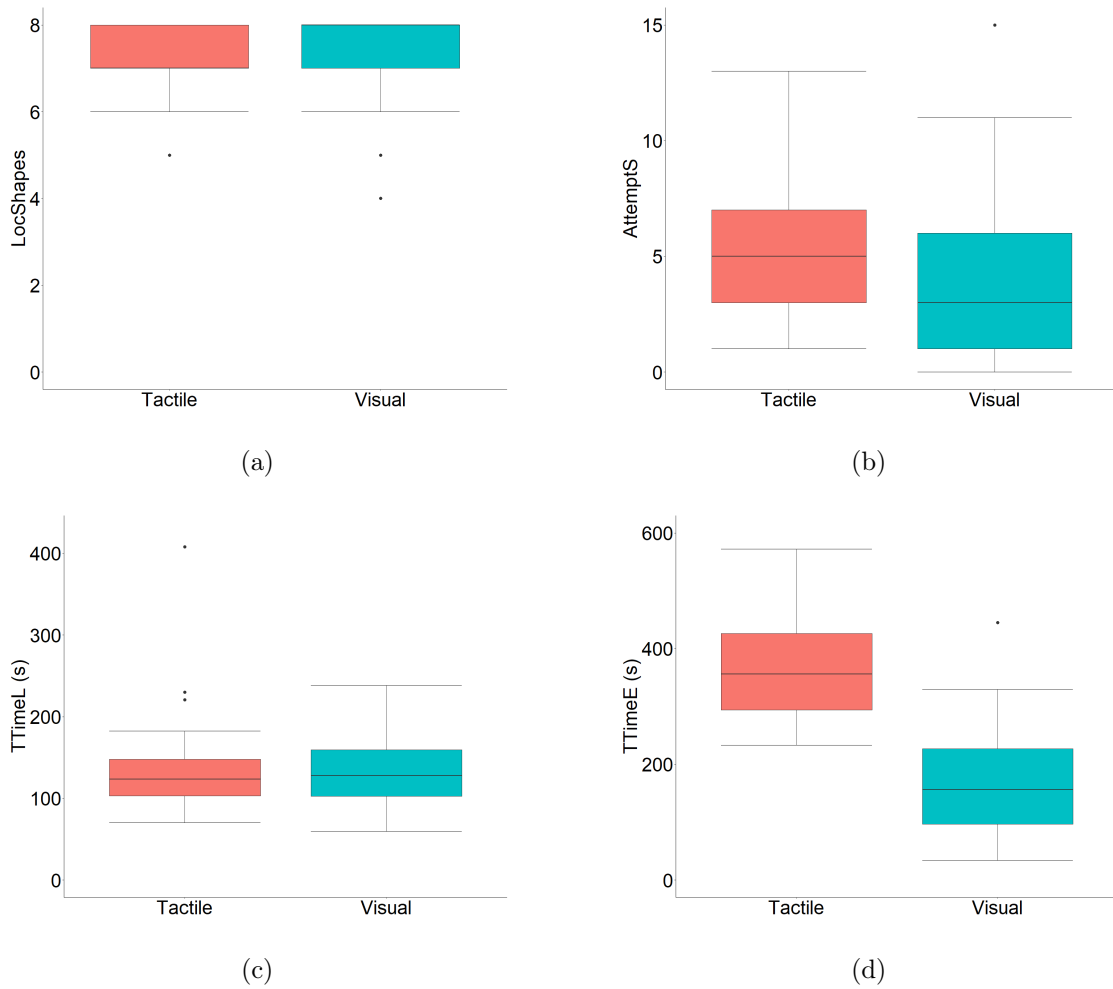 8
6
4
2
0
LocShapes
Tactile
Visual
(a)
15
10
5
0
AttemptS
Tactile
Visual
(b)
400
300
200
100
0
TTimeL (s)
Tactile
Visual
(c)
600
400
200
0
TTimeE (s)
Tactile
Visual
(d)